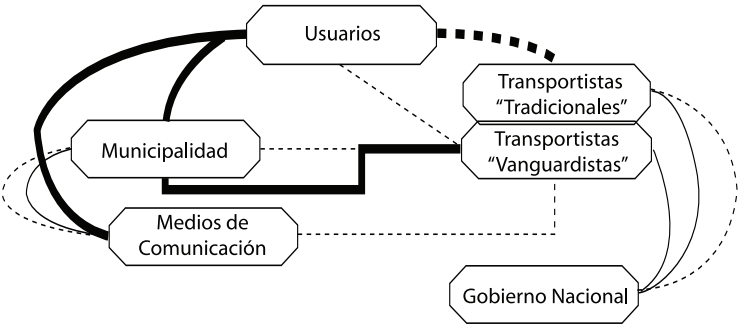 Usuarios
Transportistas
“Tradicionales”
Transportistas
“Vanguardistas”
Municipalidad
Medios de
Comunicación
Gobierno Nacional